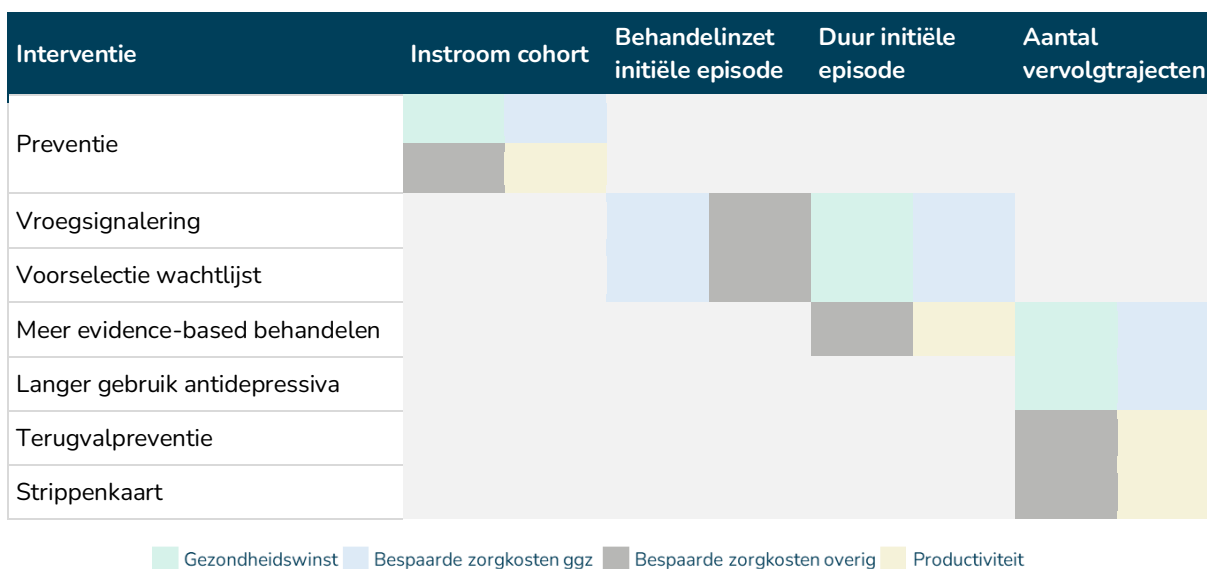 Interventie
Instroom cohort
Behandelinzet
initiële episode
Duur initiële
episode
Aantal
vervolgtrajecten
Preventie
Vroegsignalering
Voorselectie wachtlijst
Meer evidence-based behandelen
Langer gebruik antidepressiva
Terugvalpreventie
Strippenkaart
Gezondheidswinst Bespaarde zorgkosten ggz Bespaarde zorgkosten overig Productiviteit